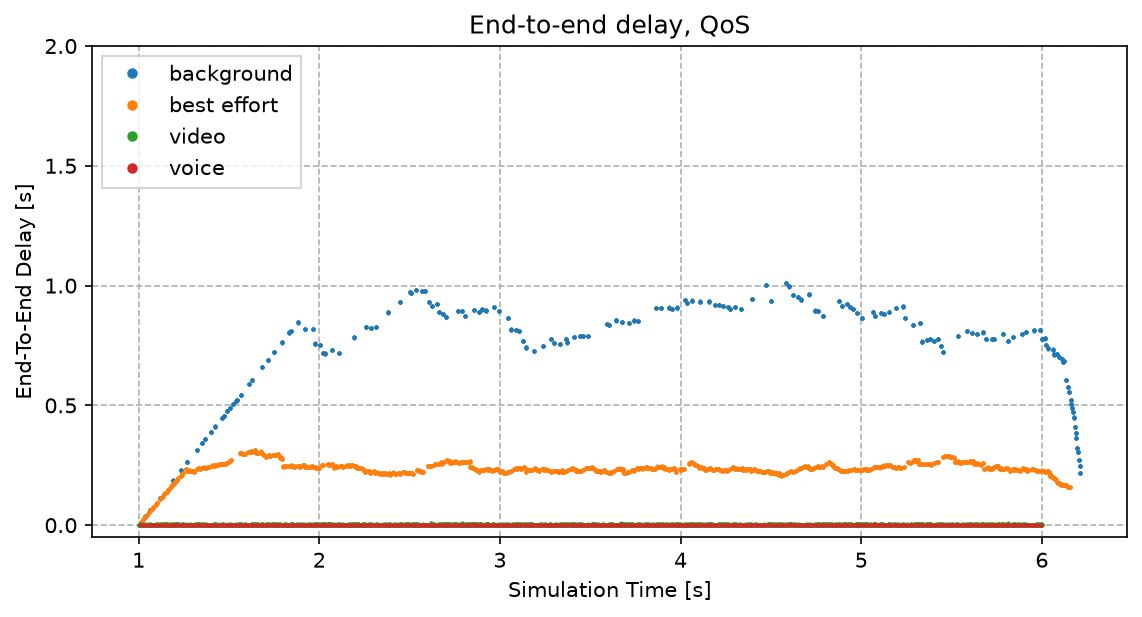 End-to-end delay, QoS
2.0
1.5
1.0
0.5
0.0
End-To-End Delay [s]
background
best effort
video
voice
1 2 3 4 5 6
Simulation Time [s]